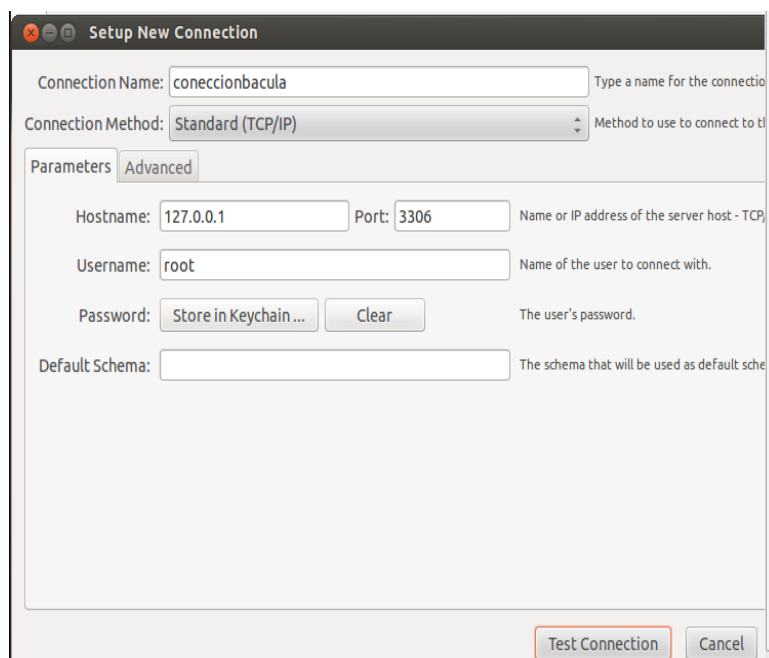 Setup New Connection
Connection Name: coneccionbacula Type a name for the connectio
Connection Method: Standard (TCP/IP) Method to use to connect to t
Parameters Advanced
Hostname: 127.0.0.1 Port: 3306 Name or IP address of the server host - TCP/
Username: root Name of the user to connect with.
Password: Store in Keychain ... Clear The user's password.
Default Schema: The schema that will be used as default sche
Test Connection Cancel